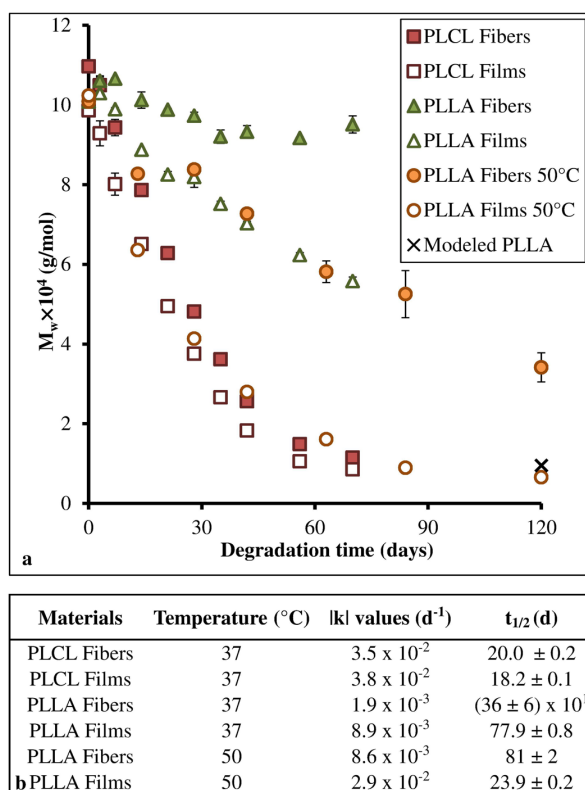 12
10
8
6
4
2
0
M_w×10⁴ (g/mol)
PLCL Fibers
PLCL Films
PLLA Fibers
PLLA Films
PLLA Fibers 50°C
PLLA Films 50°C
Modeled PLLA
0 30 60 90 120
Degradation time (days)
a
Materials Temperature (°C) |k| values (d⁻¹) t₁/₂ (d)
PLCL Fibers 37 3.5 x 10⁻² 20.0 ± 0.2
PLCL Films 37 3.8 x 10⁻² 18.2 ± 0.1
PLLA Fibers 37 1.9 x 10⁻³ (36 ± 6) x 10
PLLA Films 37 8.9 x 10⁻³ 77.9 ± 0.8
PLLA Fibers 50 8.6 x 10⁻³ 81 ± 2
b PLLA Films 50 2.9 x 10⁻² 23.9 ± 0.2